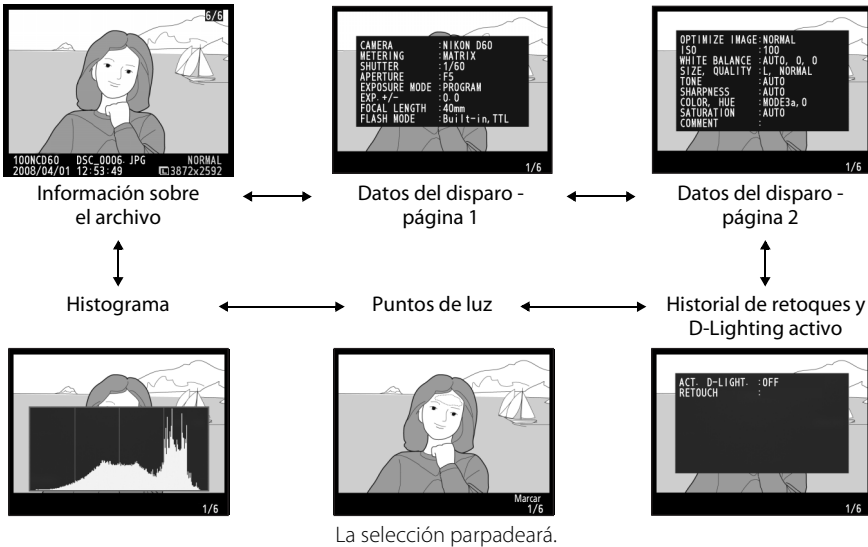 6/6
100NCD60 DSC_0006. JPG NORMAL
2008/04/01 12:53:49 L 3872x2592
CAMERA :NIKON D60
METERING :MATRIX
SHUTTER :1/60
APERTURE :F5
EXPOSURE MODE :PROGRAM
EXP. +/- :0.0
FOCAL LENGTH :40mm
FLASH MODE :Built-in, TTL
1/6
OPTIMIZE IMAGE:NORMAL
ISO :100
WHITE BALANCE :AUTO, 0, 0
SIZE, QUALITY :L, NORMAL
TONE :AUTO
SHARPNESS :AUTO
COLOR, HUE :MODE3a, 0
SATURATION :AUTO
COMMENT :
1/6
Información sobre
el archivo
Datos del disparo -
página 1
Datos del disparo -
página 2
Histograma
Puntos de luz
Historial de retoques y
D-Lighting activo
1/6
Marcar
1/6
ACT. D-LIGHT. :OFF
RETOUCH :
1/6
La selección parpadeará.